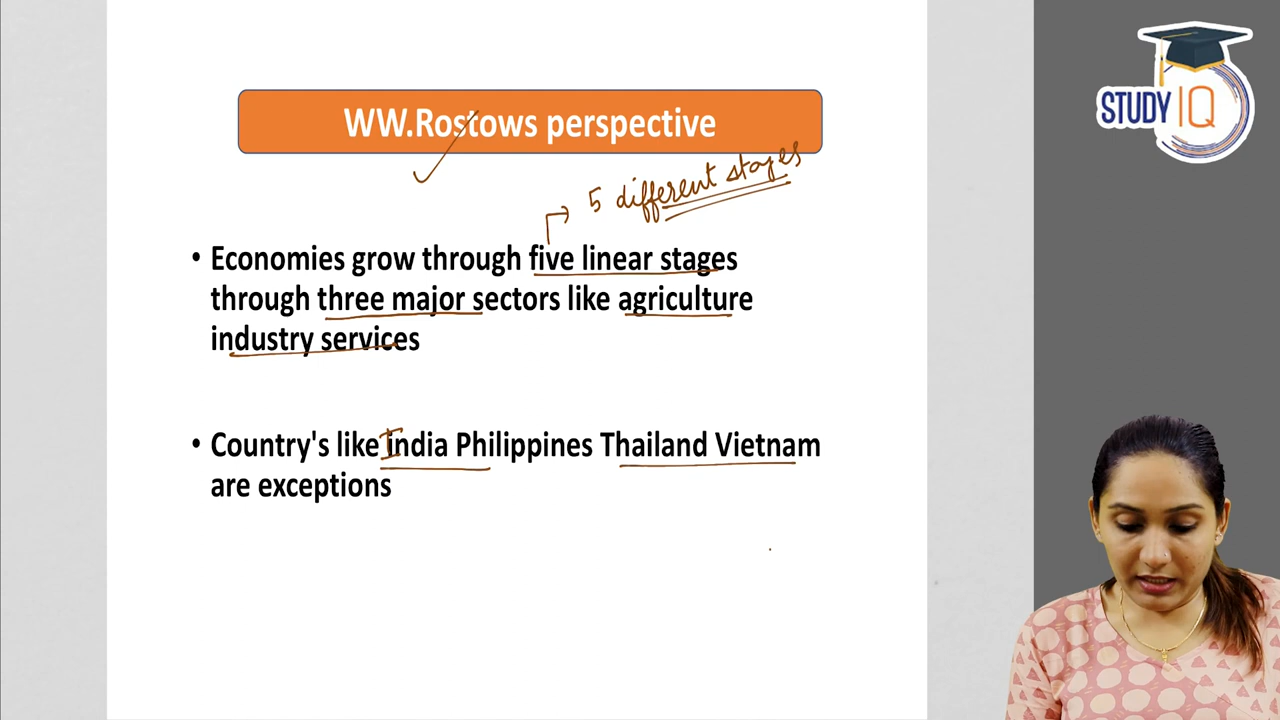 STUDY IQ
WW.Rostows perspective
5 different stages
• Economies grow through five linear stages
through three major sectors like agriculture
industry services
• Country's like India Philippines Thailand Vietnam
are exceptions